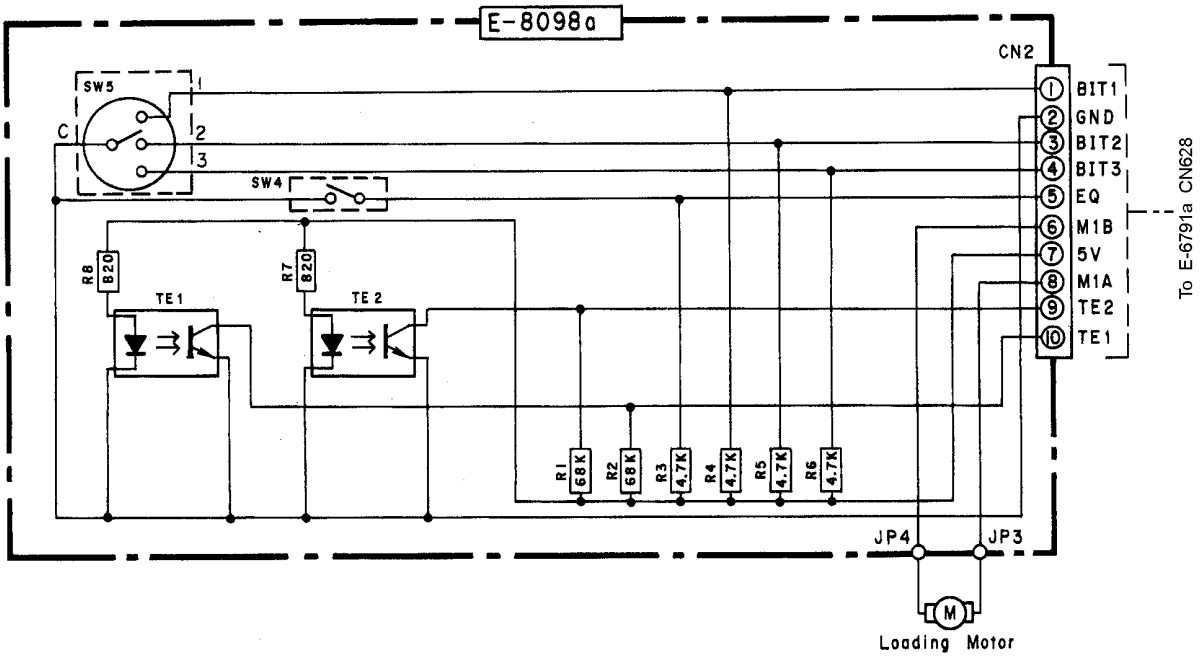 E-8098a
CN2
SW5
C
1
2
3
SW4
1 BIT1
2 GND
3 BIT2
4 BIT3
5 EQ
6 M1B
7 5V
8 M1A
9 TE2
10 TE1
To E-6791a CN628
R8 820
R7 820
TE1
TE2
R1 68K
R2 68K
R3 4.7K
R4 4.7K
R5 4.7K
R6 4.7K
JP4
JP3
M
Loading Motor